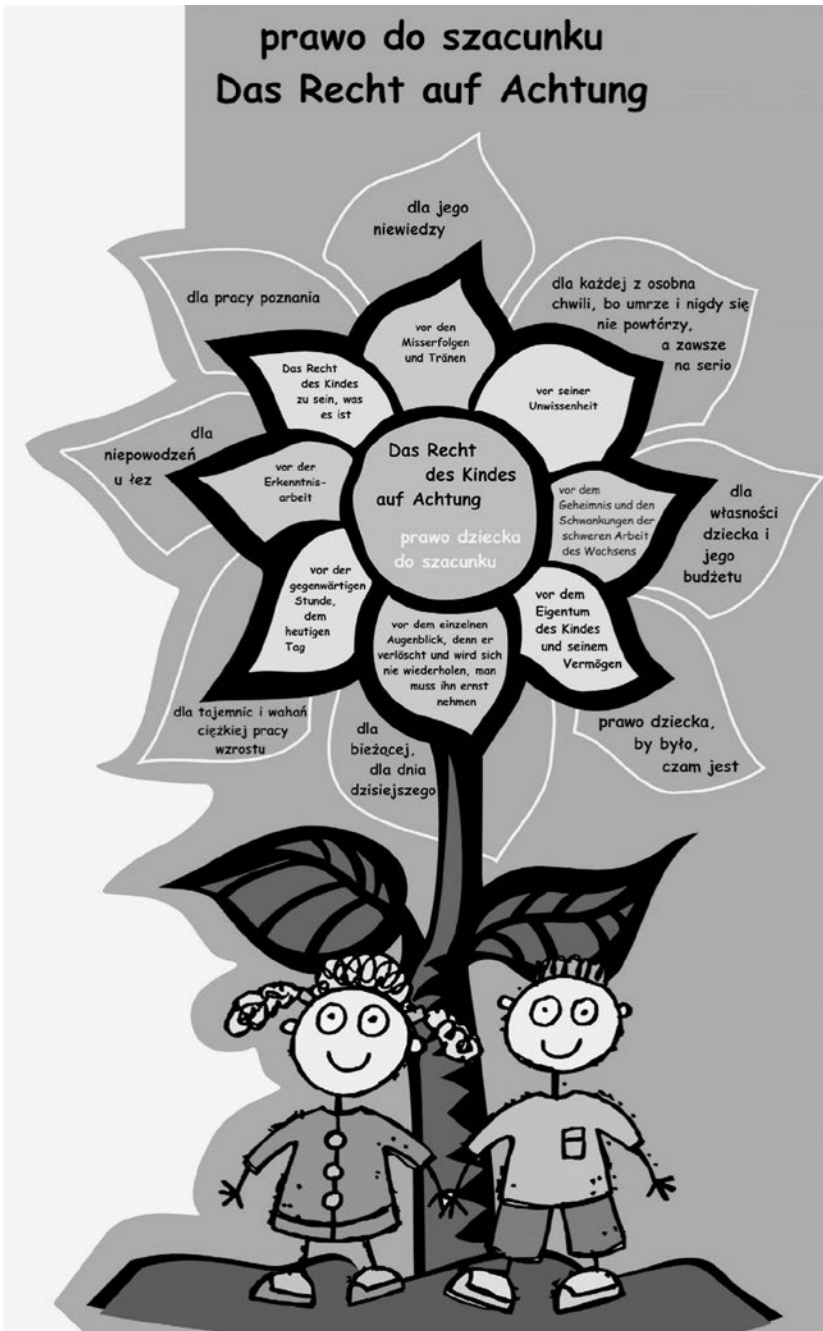 prawo do szacunku
Das Recht auf Achtung
dla jego
niewiedzy
dla pracy poznania
dla każdej z osobna
chwili, bo umrze i nigdy się
nie powtórzy,
a zawsze
na serio
vor den
Misserfolgen
und Tränen
Das Recht
des Kindes
zu sein, was
es ist
vor seiner
Unwissenheit
dla
niepowodzeń
u łez
vor der
Erkenntnis-
arbeit
Das Recht
des Kindes
auf Achtung
prawo dziecka
do szacunku
vor dem
Geheimnis und den
Schwankungen der
schweren Arbeit
des Wachsens
dla
własności
dziecka i
jego
budżetu
vor der
gegenwärtigen
Stunde,
dem
heutigen
Tag
vor dem einzelnen
Augenblick, denn er
verlöscht und wird sich
nie wiederholen, man
muss ihn ernst
nehmen
vor dem
Eigentum
des Kindes
und seinem
Vermögen
dla tajemnic i wahań
ciężkiej pracy
wzrostu
dla
bieżącej,
dla dnia
dzisiejszego
prawo dziecka,
by było,
czam jest